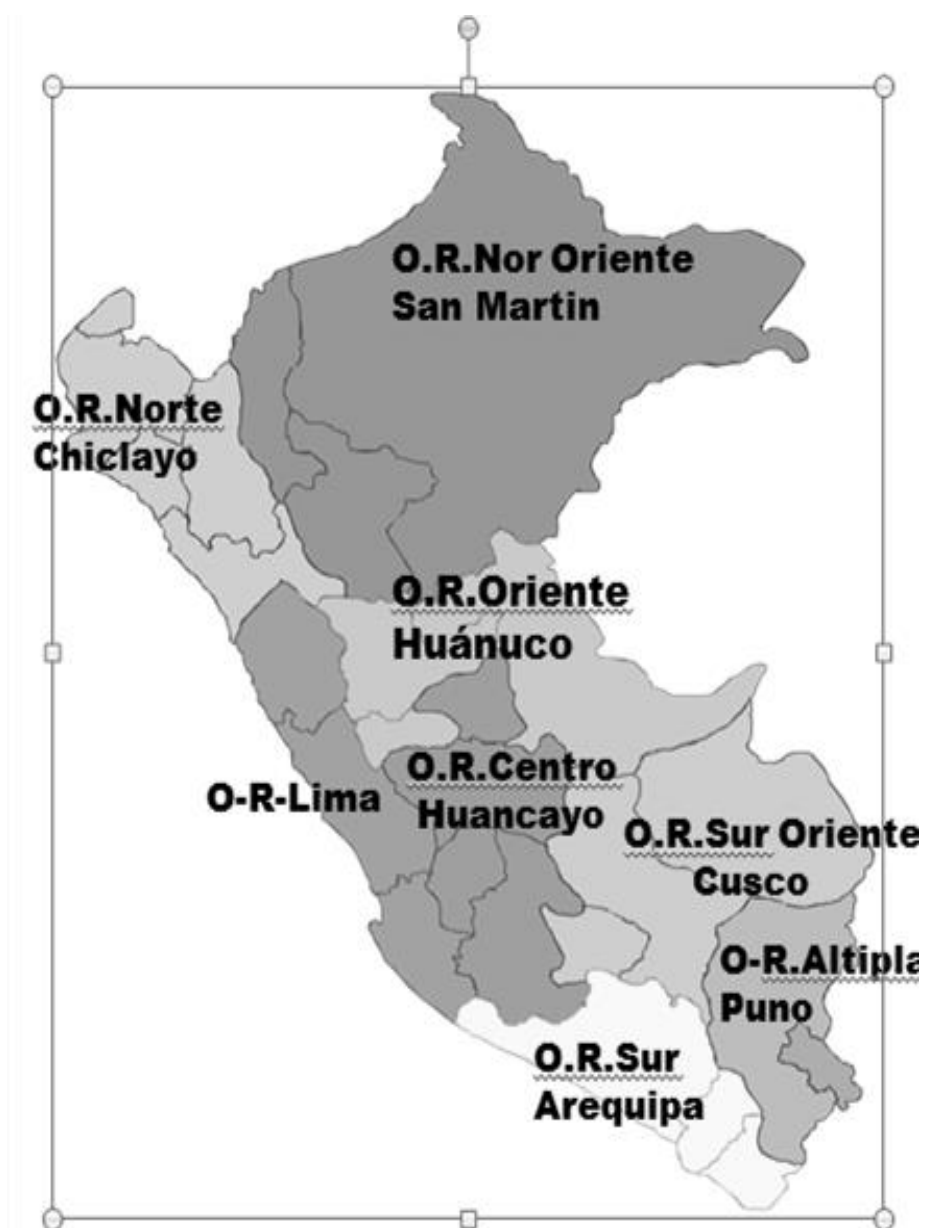 O.R.Nor Oriente
San Martin
O.R.Norte
Chiclayo
O.R.Oriente
Huánuco
O.R.Centro
Huancayo
O-R-Lima
O.R.Sur Oriente
Cusco
O-R.Altipla
Puno
O.R.Sur
Arequipa